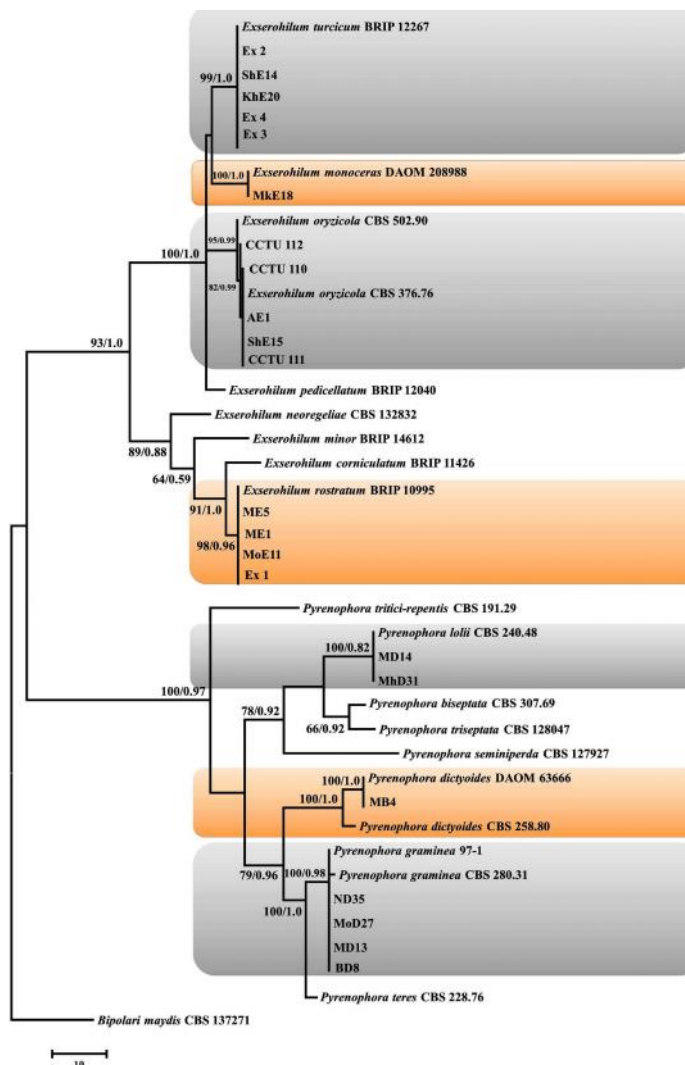 Exserohilum turcicum BRIP 12267
Ex 2
99/1.0
ShE14
KhE20
Ex 4
Ex 3
100/1.0
Exserohilum monoceras DAOM 208988
MkE18
Exserohilum oryzicola CBS 502.90
95/0.99
CCTU 112
100/1.0
CCTU 110
82/0.99
Exserohilum oryzicola CBS 376.76
AE1
ShE15
93/1.0
CCTU 111
Exserohilum pedicellatum BRIP 12040
Exserohilum neoregeliae CBS 132832
Exserohilum minor BRIP 14612
89/0.88
Exserohilum corniculatum BRIP 11426
64/0.59
Exserohilum rostratum BRIP 10995
91/1.0
ME5
ME1
98/0.96
MoE11
Ex 1
Pyrenophora tritici-repentis CBS 191.29
Pyrenophora lolii CBS 240.48
100/0.82
MD14
MhD31
100/0.97
Pyrenophora biseptata CBS 307.69
78/0.92
66/0.92
Pyrenophora triseptata CBS 128047
Pyrenophora seminiperda CBS 127927
Pyrenophora dictyoides DAOM 63666
100/1.0
100/1.0
MB4
Pyrenophora dictyoides CBS 258.80
Pyrenophora graminea 97-1
79/0.96
100/0.98
Pyrenophora graminea CBS 280.31
ND35
100/1.0
MoD27
MD13
BD8
Pyrenophora teres CBS 228.76
Bipolari maydis CBS 137271
10